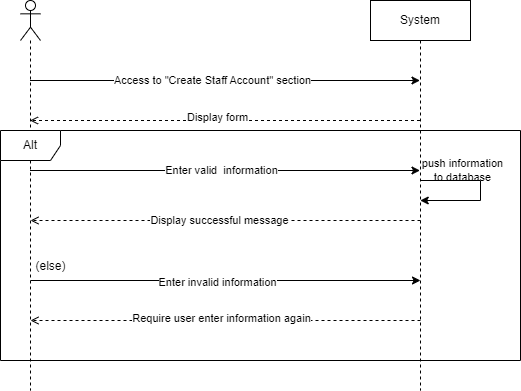 System
Access to "Create Staff Account" section
Display form
Alt
Enter valid  information
push information
to database
Display successful message
(else)
Enter invalid information
Require user enter information again